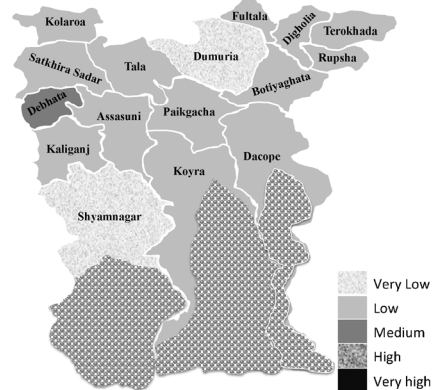 Kolaroa
Fultala
Digholia
Terokhada
Dumuria
Rupsha
Satkhira Sadar
Tala
Botiyaghata
Debhata
Assasuni
Paikgacha
Kaliganj
Koyra
Dacope
Shyamnagar
Very Low
Low
Medium
High
Very high